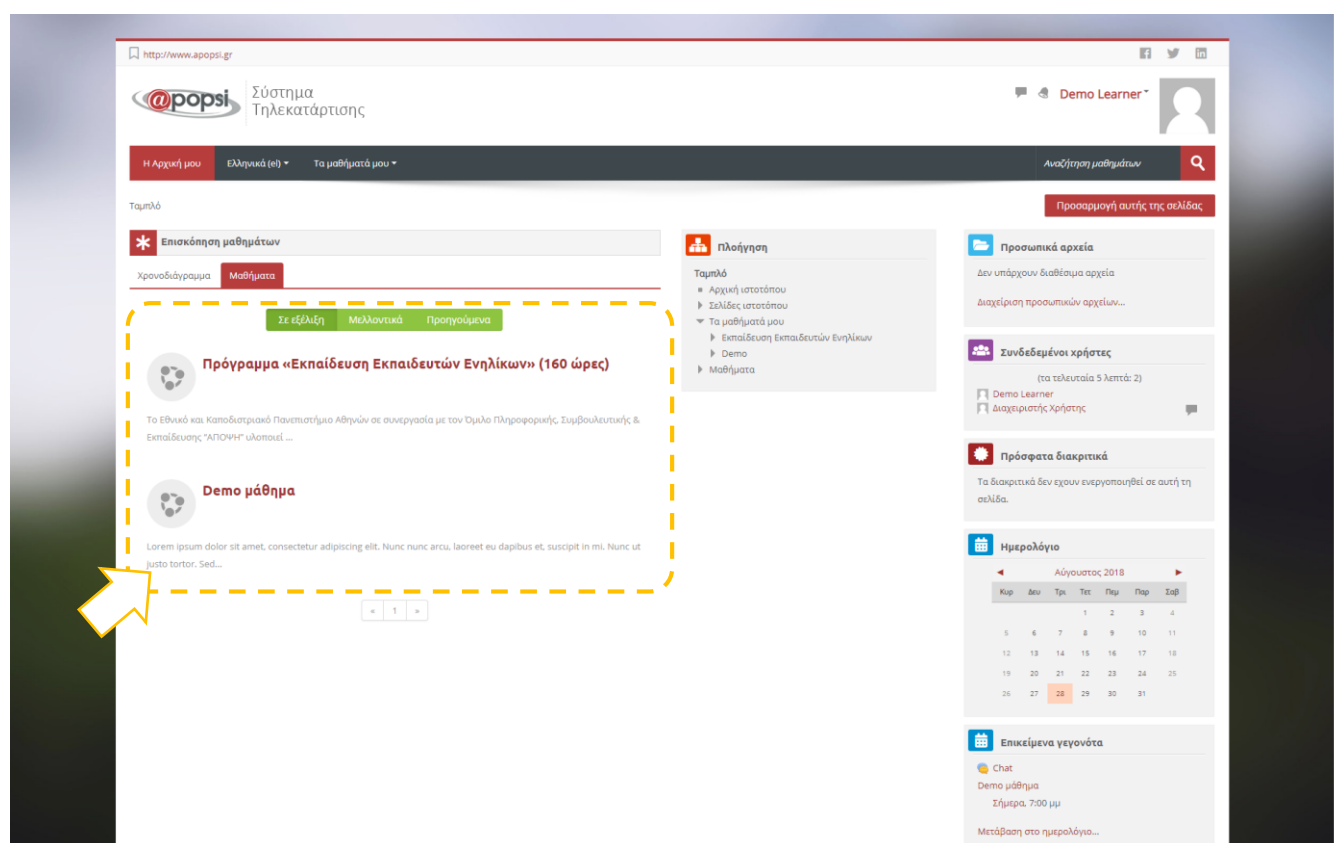 http://www.apopsi.gr
@popsi
Σύστημα
Τηλεκατάρτισης
Demo Learner
Η Αρχική μου Ελληνικά (el) Τα μαθήματά μου Αναζήτηση μαθημάτων
Ταμπλό
Προσαρμογή αυτής της σελίδας
Επισκόπηση μαθημάτων
Χρονοδιάγραμμα Μαθήματα
Σε εξέλιξη Μελλοντικά Προηγούμενα
Πρόγραμμα «Εκπαίδευση Εκπαιδευτών Ενηλίκων» (160 ώρες)
Το Εθνικό και Καποδιστριακό Πανεπιστήμιο Αθηνών σε συνεργασία με τον Όμιλο Πληροφορικής, Συμβουλευτικής &
Εκπαίδευσης "ΑΠΟΨΗ" υλοποιεί ...
Demo μάθημα
Lorem ipsum dolor sit amet, consectetur adipiscing elit. Nunc nunc arcu, laoreet eu dapibus et, suscipit in mi. Nunc ut
justo tortor. Sed...
« 1 »
Πλοήγηση
Ταμπλό
Αρχική ιστοτόπου
Σελίδες ιστοτόπου
Τα μαθήματά μου
Εκπαίδευση Εκπαιδευτών Ενηλίκων
Demo
Μαθήματα
Προσωπικά αρχεία
Δεν υπάρχουν διαθέσιμα αρχεία
Διαχείριση προσωπικών αρχείων...
Συνδεδεμένοι χρήστες
(τα τελευταία 5 λεπτά: 2)
Demo Learner
Διαχειριστής Χρήστης
Πρόσφατα διακριτικά
Τα διακριτικά δεν εχουν ενεργοποιηθεί σε αυτή τη
σελίδα.
Ημερολόγιο
◄ Αύγουστος 2018 ►
Κυρ Δευ Τρι Τετ Πεμ Παρ Σαβ
1 2 3 4
5 6 7 8 9 10 11
12 13 14 15 16 17 18
19 20 21 22 23 24 25
26 27 28 29 30 31
Επικείμενα γεγονότα
Chat
Demo μάθημα
Σήμερα, 7:00 μμ
Μετάβαση στο ημερολόγιο...